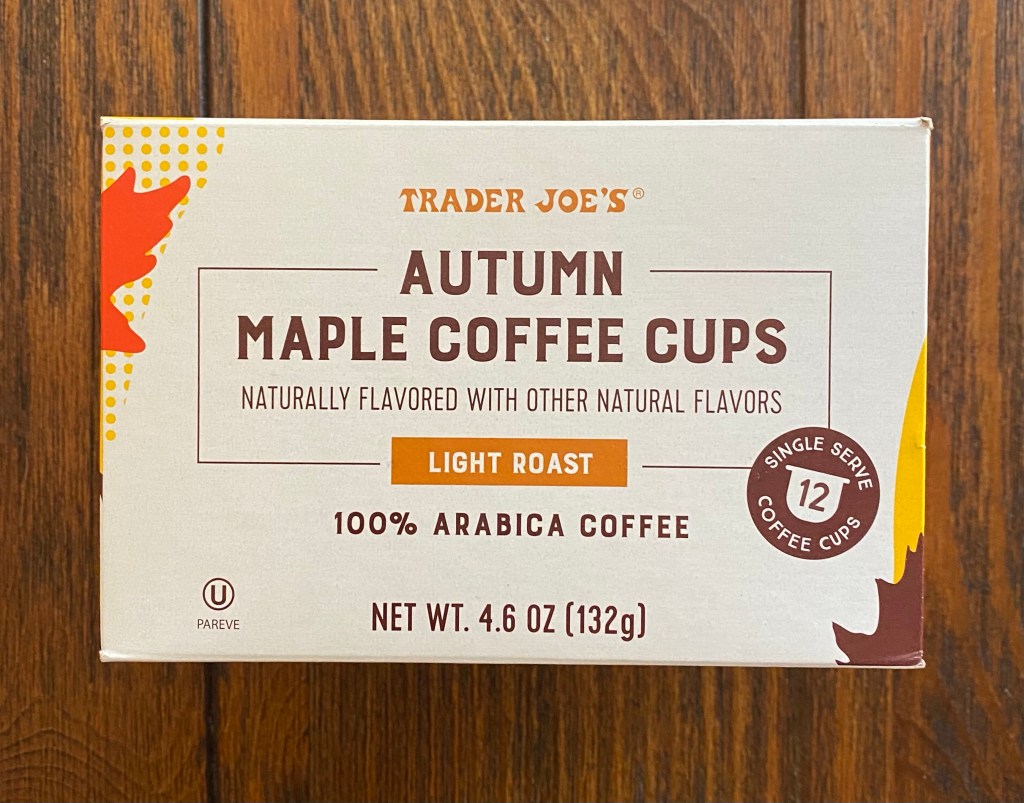 TRADER JOE'S®
AUTUMN
MAPLE COFFEE CUPS
NATURALLY FLAVORED WITH OTHER NATURAL FLAVORS
LIGHT ROAST
100% ARABICA COFFEE
SINGLE SERVE
12
COFFEE CUPS
U
PAREVE
NET WT. 4.6 OZ (132g)